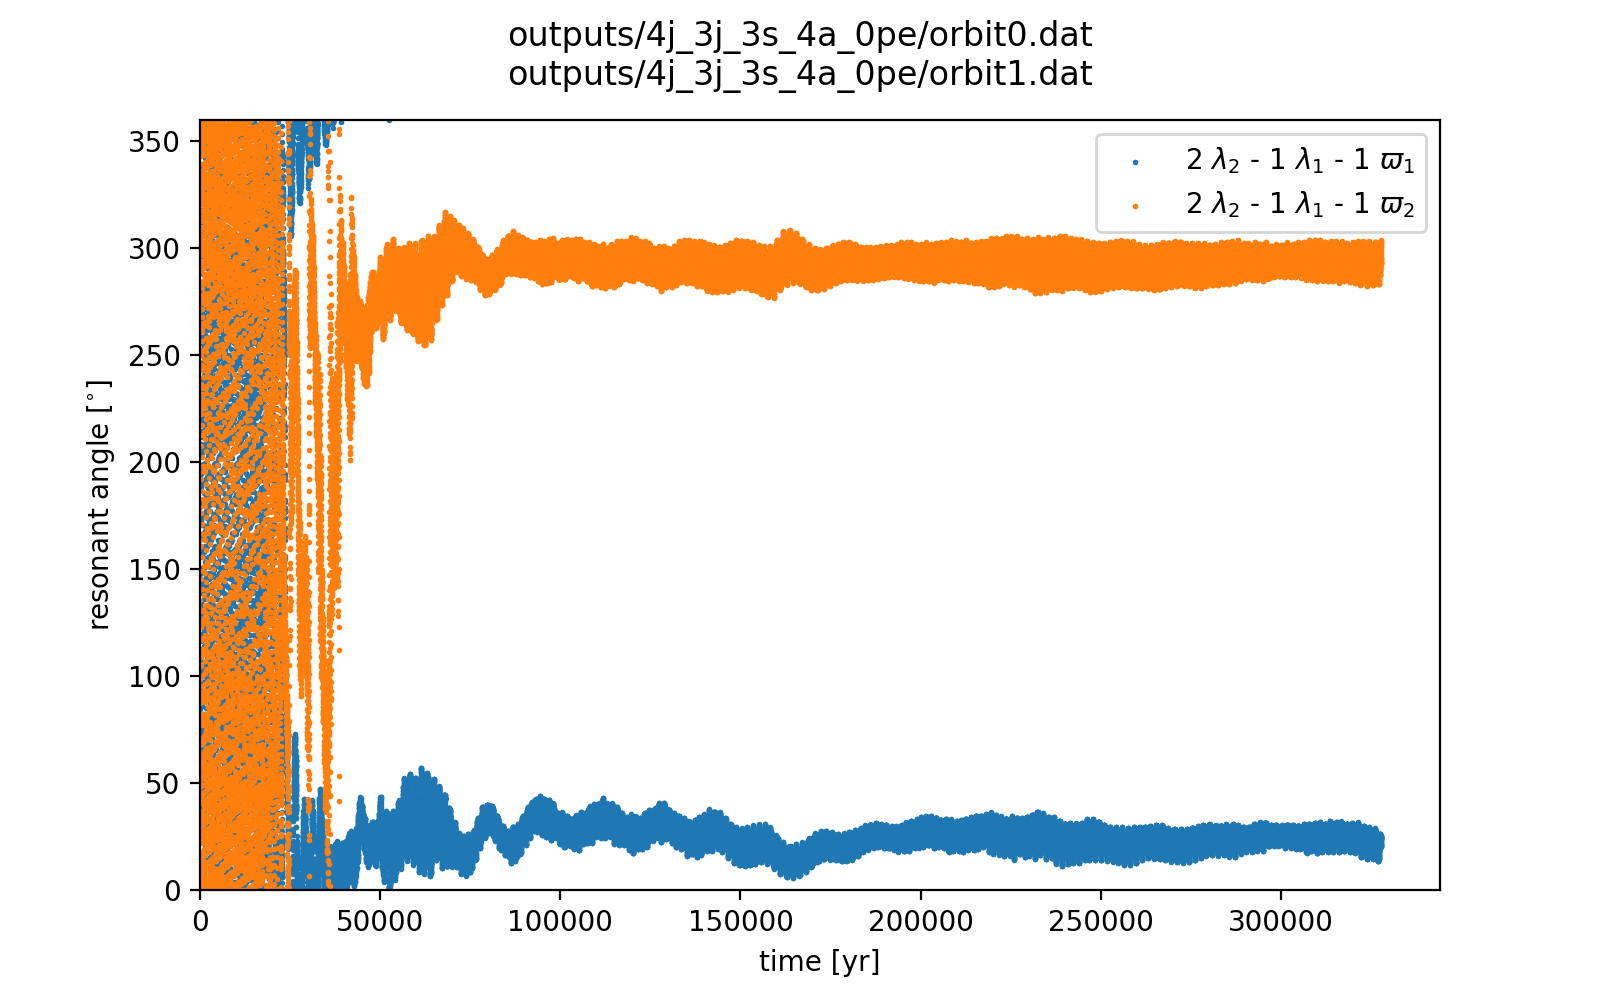 outputs/4j_3j_3s_4a_0pe/orbit0.dat
outputs/4j_3j_3s_4a_0pe/orbit1.dat
2 λ₂ - 1 λ₁ - 1 ϖ₁
2 λ₂ - 1 λ₁ - 1 ϖ₂
350
300
250
200
150
100
50
0
resonant angle [°]
0
50000
100000
150000
200000
250000
300000
time [yr]